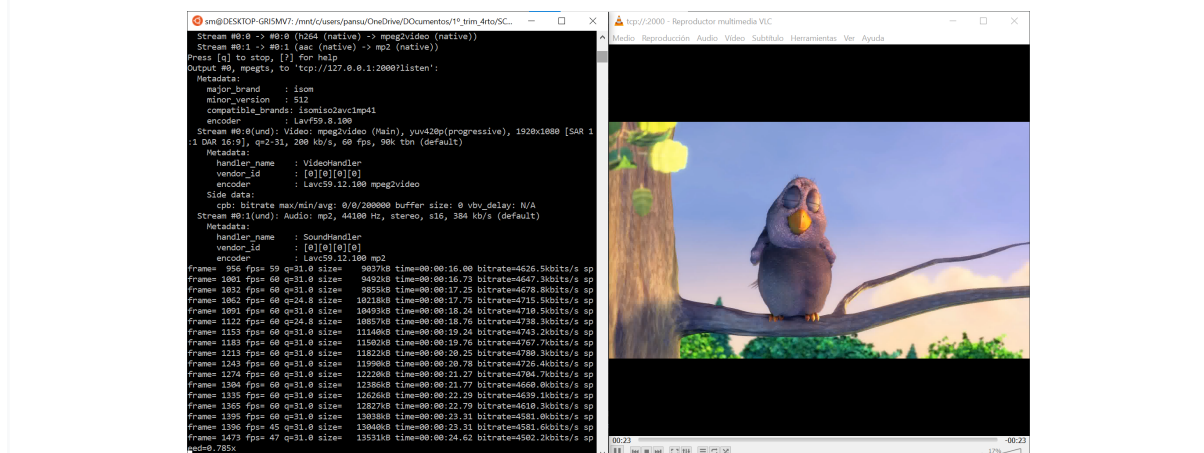 sm@DESKTOP-GRJ5MV7: /mnt/c/users/pansu/OneDrive/DOcumentos/1º_trim_4rto/SC...
Stream #0:0 -> #0:0 (h264 (native) -> mpeg2video (native))
Stream #0:1 -> #0:1 (aac (native) -> mp2 (native))
Press [q] to stop, [?] for help
Output #0, mpegts, to 'tcp://127.0.0.1:2000?listen':
Metadata:
major_brand : isom
minor_version : 512
compatible_brands: isomiso2avc1mp41
encoder : Lavf59.8.100
Stream #0:0(und): Video: mpeg2video (Main), yuv420p(progressive), 1920x1080 [SAR 1
:1 DAR 16:9], q=2-31, 200 kb/s, 60 fps, 90k tbn (default)
Metadata:
handler_name : VideoHandler
vendor_id : [0][0][0][0]
encoder : Lavc59.12.100 mpeg2video
Side data:
cpb: bitrate max/min/avg: 0/0/200000 buffer size: 0 vbv_delay: N/A
Stream #0:1(und): Audio: mp2, 44100 Hz, stereo, s16, 384 kb/s (default)
Metadata:
handler_name : SoundHandler
vendor_id : [0][0][0][0]
encoder : Lavc59.12.100 mp2
frame= 956 fps= 59 q=31.0 size= 9037kB time=00:00:16.00 bitrate=4626.5kbits/s sp
frame= 1001 fps= 60 q=31.0 size= 9492kB time=00:00:16.73 bitrate=4647.3kbits/s sp
frame= 1032 fps= 60 q=31.0 size= 9855kB time=00:00:17.25 bitrate=4678.8kbits/s sp
frame= 1062 fps= 60 q=24.8 size= 10218kB time=00:00:17.75 bitrate=4715.5kbits/s sp
frame= 1091 fps= 60 q=31.0 size= 10493kB time=00:00:18.24 bitrate=4710.5kbits/s sp
frame= 1122 fps= 60 q=24.8 size= 10857kB time=00:00:18.76 bitrate=4738.3kbits/s sp
frame= 1153 fps= 60 q=31.0 size= 11140kB time=00:00:19.24 bitrate=4743.2kbits/s sp
frame= 1183 fps= 60 q=31.0 size= 11502kB time=00:00:19.76 bitrate=4767.7kbits/s sp
frame= 1213 fps= 60 q=31.0 size= 11822kB time=00:00:20.25 bitrate=4780.3kbits/s sp
frame= 1243 fps= 60 q=31.0 size= 11990kB time=00:00:20.78 bitrate=4726.4kbits/s sp
frame= 1274 fps= 60 q=31.0 size= 12220kB time=00:00:21.27 bitrate=4704.7kbits/s sp
frame= 1304 fps= 60 q=31.0 size= 12386kB time=00:00:21.77 bitrate=4660.0kbits/s sp
frame= 1335 fps= 60 q=31.0 size= 12626kB time=00:00:22.29 bitrate=4639.1kbits/s sp
frame= 1365 fps= 60 q=31.0 size= 12827kB time=00:00:22.79 bitrate=4610.3kbits/s sp
frame= 1395 fps= 60 q=31.0 size= 13038kB time=00:00:23.31 bitrate=4581.0kbits/s sp
frame= 1396 fps= 45 q=31.0 size= 13040kB time=00:00:23.31 bitrate=4581.6kbits/s sp
frame= 1473 fps= 47 q=31.0 size= 13531kB time=00:00:24.62 bitrate=4502.2kbits/s sp
eed=0.785x
tcp://:2000 - Reproductor multimedia VLC
Medio Reproducción Audio Vídeo Subtítulo Herramientas Ver Ayuda
00:23 -00:23
17%